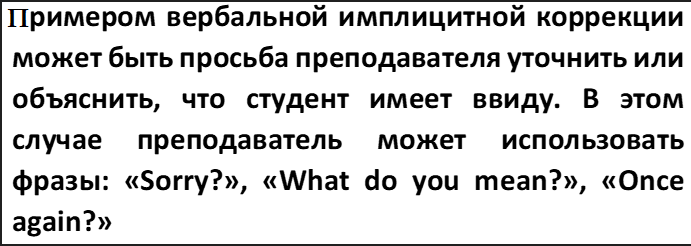 Примером вербальной имплицитной коррекции
может быть просьба преподавателя уточнить или
объяснить, что студент имеет ввиду. В этом
случае преподаватель может использовать
фразы: «Sorry?», «What do you mean?», «Once
again?»